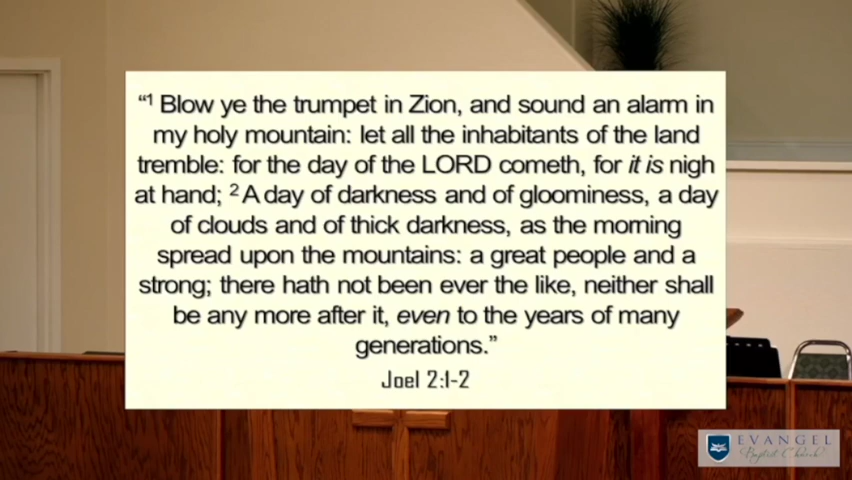 “¹ Blow ye the trumpet in Zion, and sound an alarm in
my holy mountain: let all the inhabitants of the land
tremble: for the day of the LORD cometh, for it is nigh
at hand; ² A day of darkness and of gloominess, a day
of clouds and of thick darkness, as the morning
spread upon the mountains: a great people and a
strong; there hath not been ever the like, neither shall
be any more after it, even to the years of many
generations.”
Joel 2:1-2
EVANGEL
Baptist Church